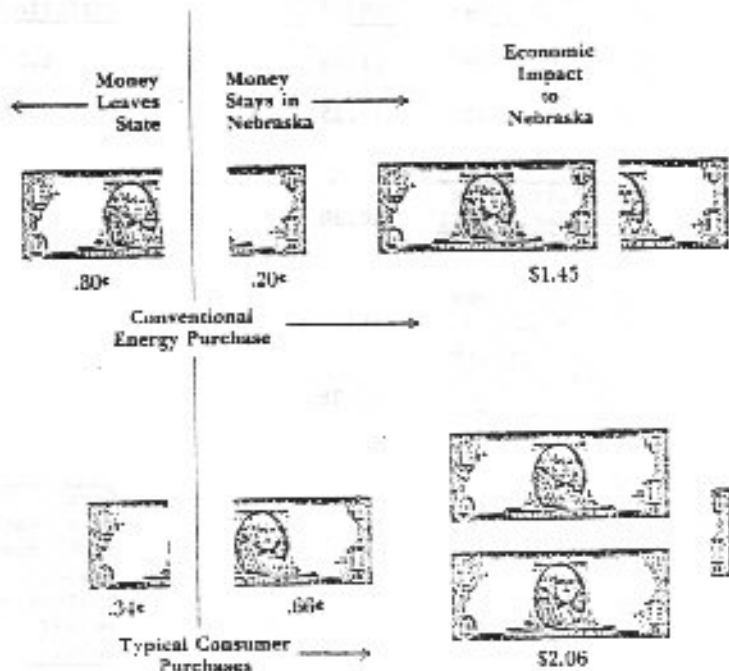 Money
Leaves
State
Money
Stays in
Nebraska
Economic
Impact
to
Nebraska
.80¢
.20¢
$1.45
Conventional
Energy Purchase
.34¢
.66¢
$2.06
Typical Consumer
Purchases